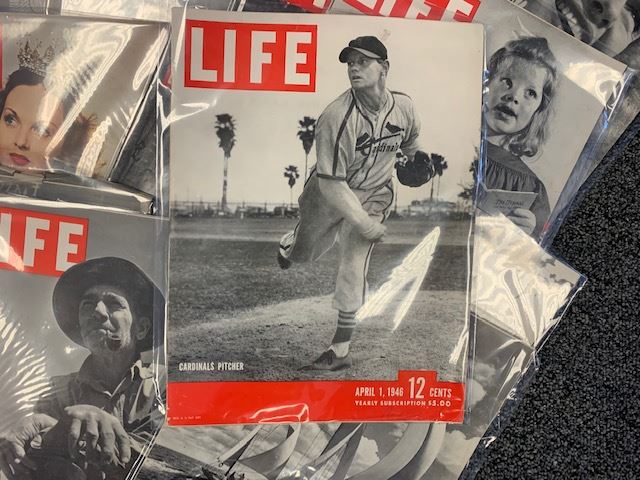 LIFE
LIFE
LIFE
Cardinals
CARDINALS PITCHER
APRIL 1, 1946 12 CENTS
YEARLY SUBSCRIPTION $5.00